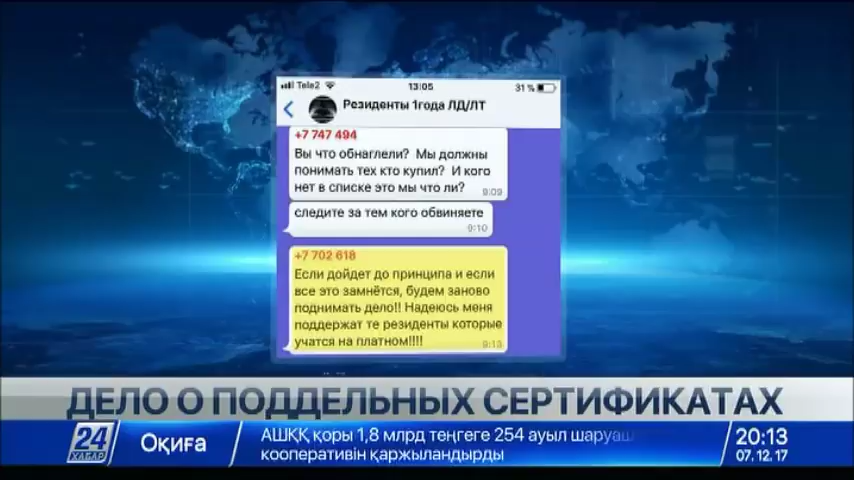 Tele2
13:05
31 %
Резиденты 1года ЛД/ЛТ
+7 747 494
Вы что обнаглели? Мы должны
понимать тех кто купил? И кого
нет в списке это мы что ли?
9:09
следите за тем кого обвиняете
9:10
+7 702 618
Если дойдет до принципа и если
все это замнётся, будем заново
поднимать дело!! Надеюсь меня
поддержат те резиденты которые
учатся на платном!!!!
9:13
ДЕЛО О ПОДДЕЛЬНЫХ СЕРТИФИКАТАХ
24
ХАБАР
Оқиға
АШҚҚ қоры 1,8 млрд теңгеге 254 ауыл шаруаш
кооперативін қаржыландырды
20:13
07.12.17